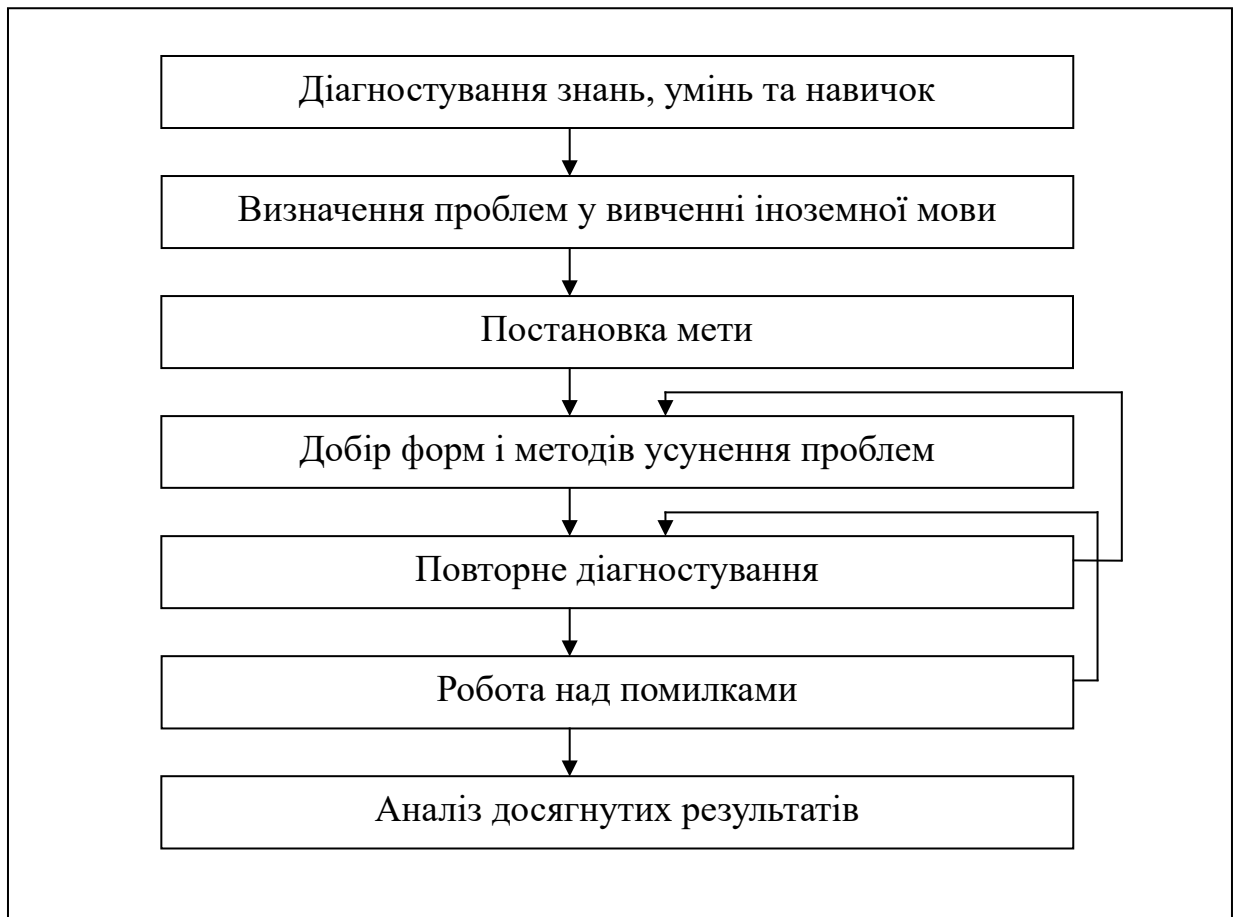 Діагностування знань, умінь та навичок
Визначення проблем у вивченні іноземної мови
Постановка мети
Добір форм і методів усунення проблем
Повторне діагностування
Робота над помилками
Аналіз досягнутих результатів